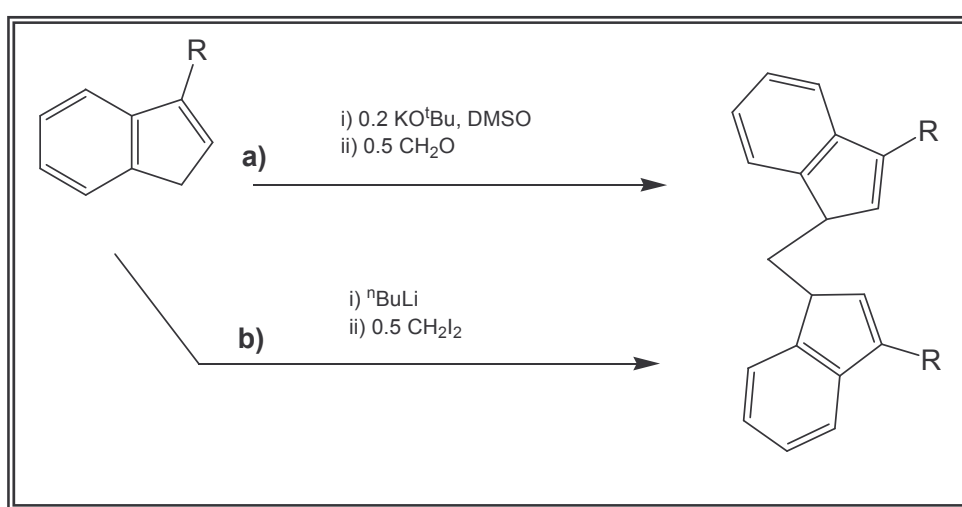 R
i) 0.2 KOᵗBu, DMSO
ii) 0.5 CH₂O
a)
R
i) ⁿBuLi
ii) 0.5 CH₂I₂
b)
R